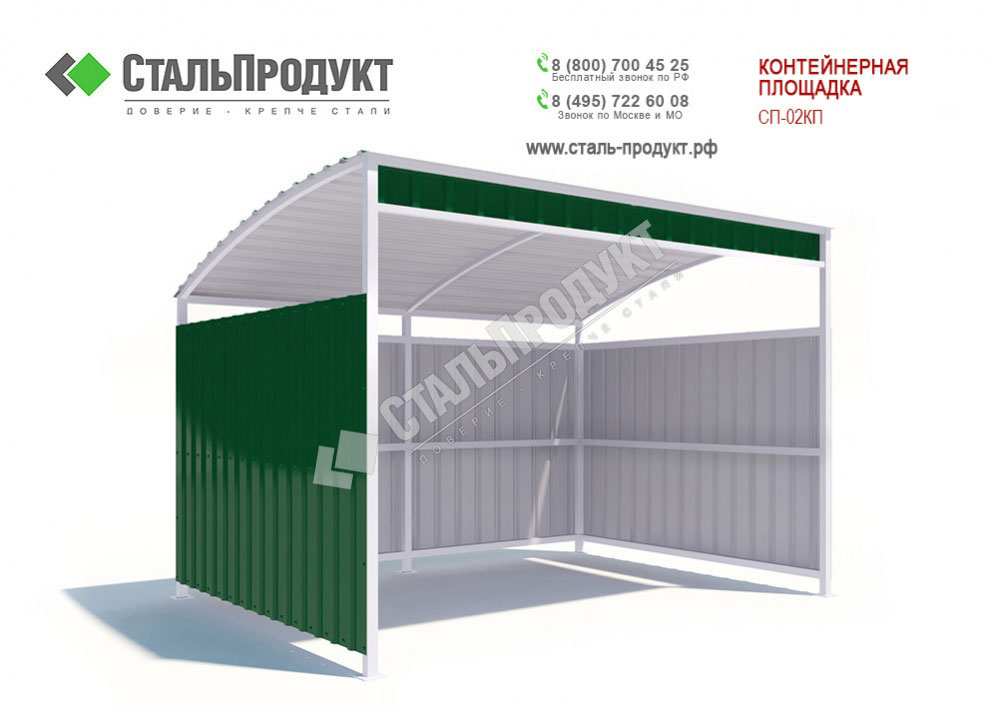 СтальПродукт
ДОВЕРИЕ - КРЕПЧЕ СТАЛИ
8 (800) 700 45 25
Бесплатный звонок по РФ
8 (495) 722 60 08
Звонок по Москве и МО
www.сталь-продукт.рф
КОНТЕЙНЕРНАЯ
ПЛОЩАДКА
СП-02КП
СтальПродукт
ДОВЕРИЕ - КРЕПЧЕ СТАЛИ